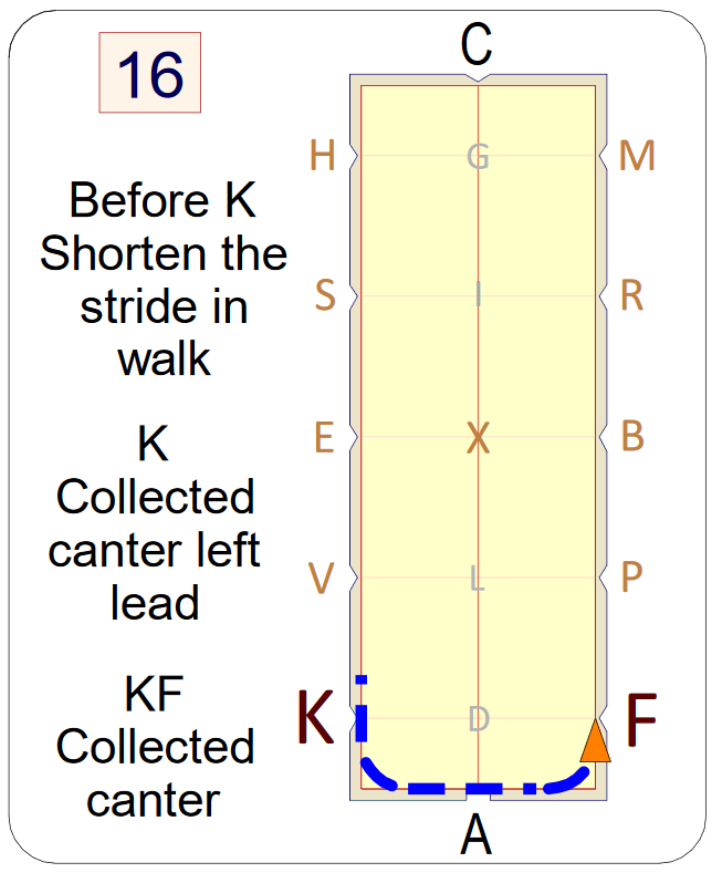 16
Before K
Shorten the
stride in
walk
K
Collected
canter left
lead
KF
Collected
canter
C
H G M
S I R
E X B
V L P
K D F
A